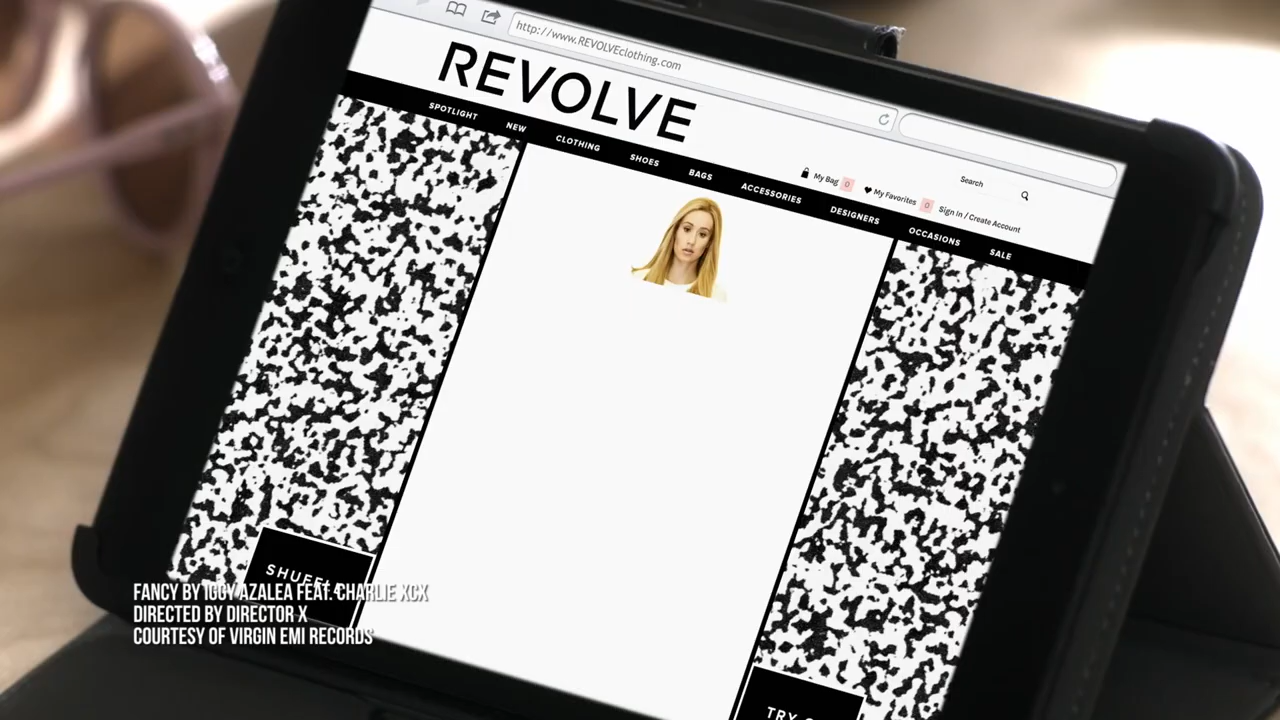 http://www.REVOLVEclothing.com
REVOLVE
SPOTLIGHT NEW CLOTHING SHOES BAGS ACCESSORIES DESIGNERS OCCASIONS SALE
My Bag 0 My Favorites 0 Sign In / Create Account
Search
FANCY BY IGGY AZALEA FEAT. CHARLIE XCX
DIRECTED BY DIRECTOR X
COURTESY OF VIRGIN EMI RECORDS
TRY